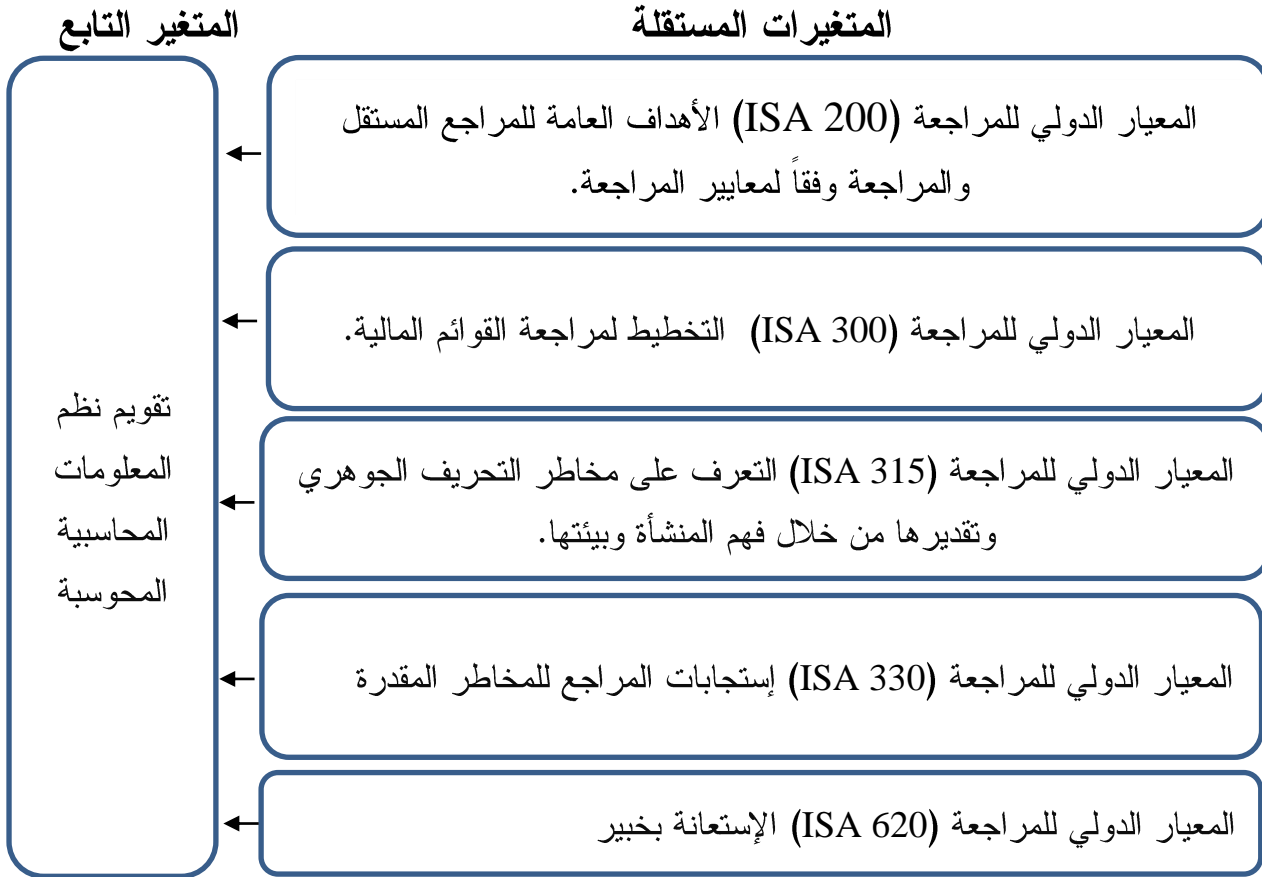 المتغيرات المستقلة
المتغير التابع
المعيار الدولي للمراجعة (ISA 200) الأهداف العامة للمراجع المستقل
والمراجعة وفقاً لمعايير المراجعة.
المعيار الدولي للمراجعة (ISA 300) التخطيط لمراجعة القوائم المالية.
المعيار الدولي للمراجعة (ISA 315) التعرف على مخاطر التحريف الجوهري
وتقديرها من خلال فهم المنشأة وبيئتها.
المعيار الدولي للمراجعة (ISA 330) إستجابات المراجع للمخاطر المقدرة
المعيار الدولي للمراجعة (ISA 620) الإستعانة بخبير
تقويم نظم
المعلومات
المحاسبية
المحوسبة